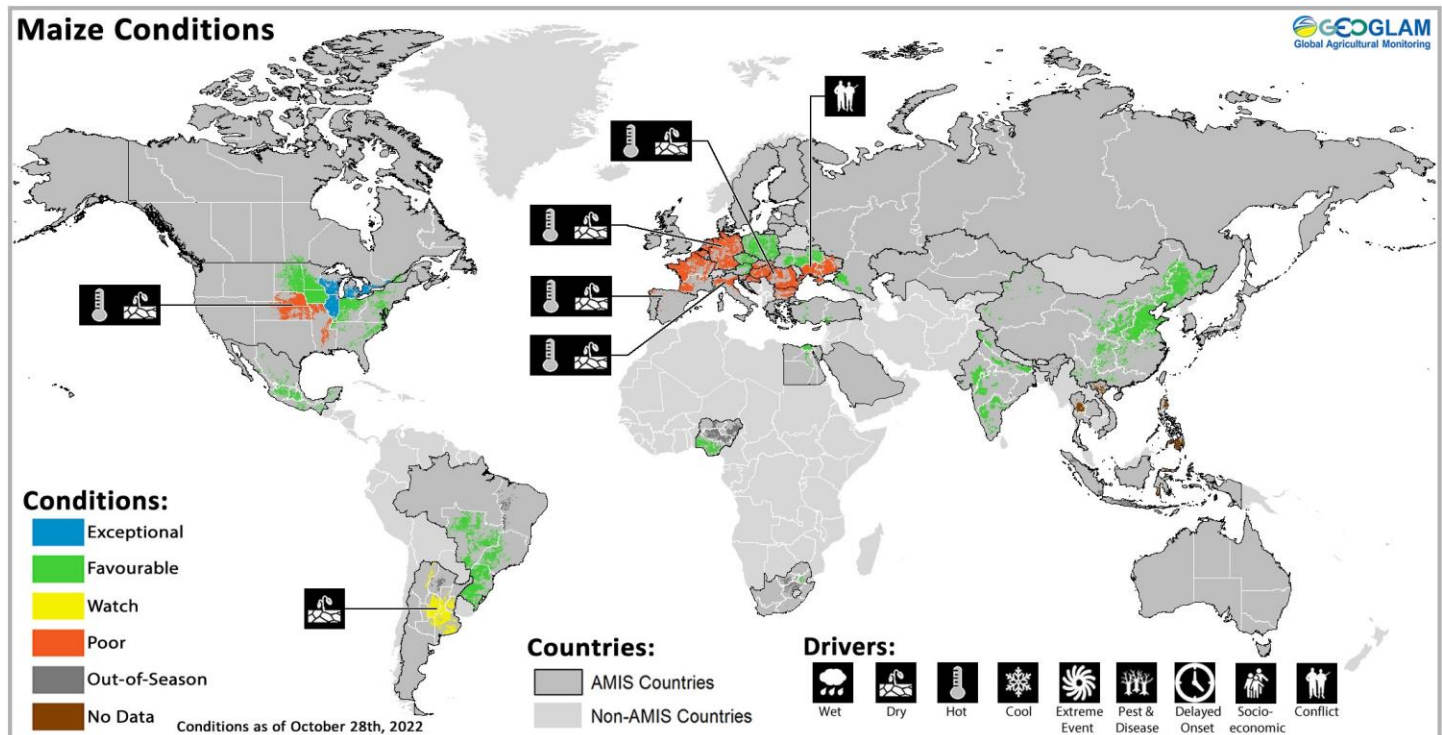 Maize Conditions
GEOGLAM
Global Agricultural Monitoring
Conditions:
Exceptional
Favourable
Watch
Poor
Out-of-Season
No Data
Conditions as of October 28th, 2022
Countries:
AMIS Countries
Non-AMIS Countries
Drivers:
Wet
Dry
Hot
Cool
Extreme
Event
Pest &
Disease
Delayed
Onset
Socio-
economic
Conflict